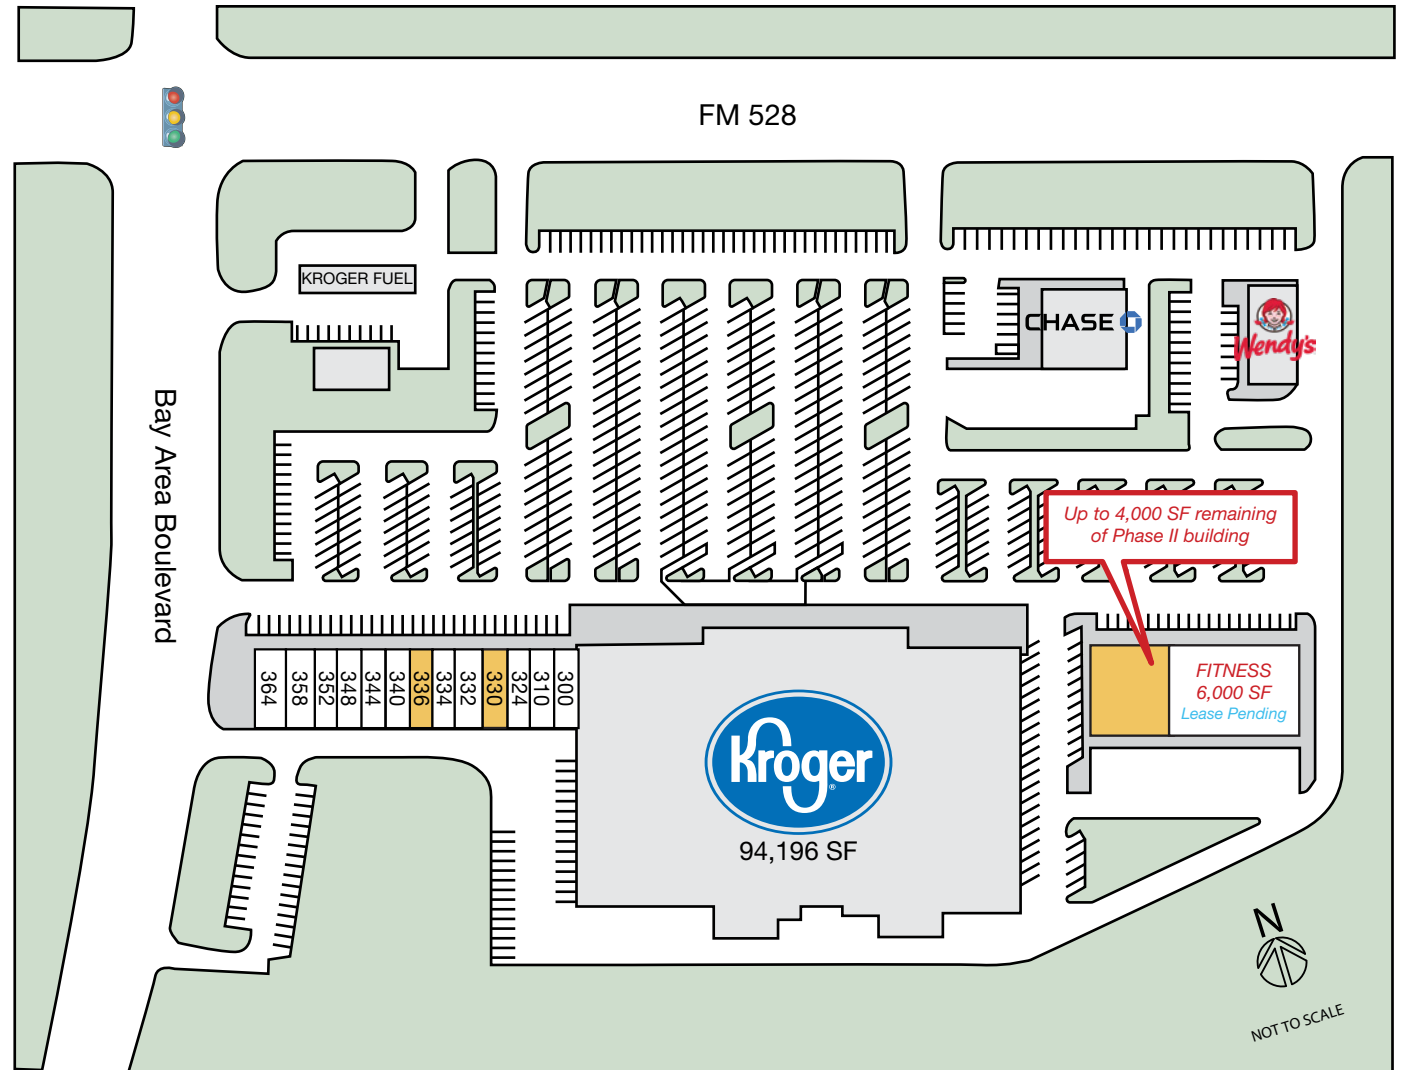 FM 528
KROGER FUEL
CHASE
Wendy's
Bay Area Boulevard
Up to 4,000 SF remaining
of Phase II building
364
358
352
348
344
340
336
334
332
330
324
310
300
FITNESS
6,000 SF
Lease Pending
Kroger
®
94,196 SF
N
NOT TO SCALE